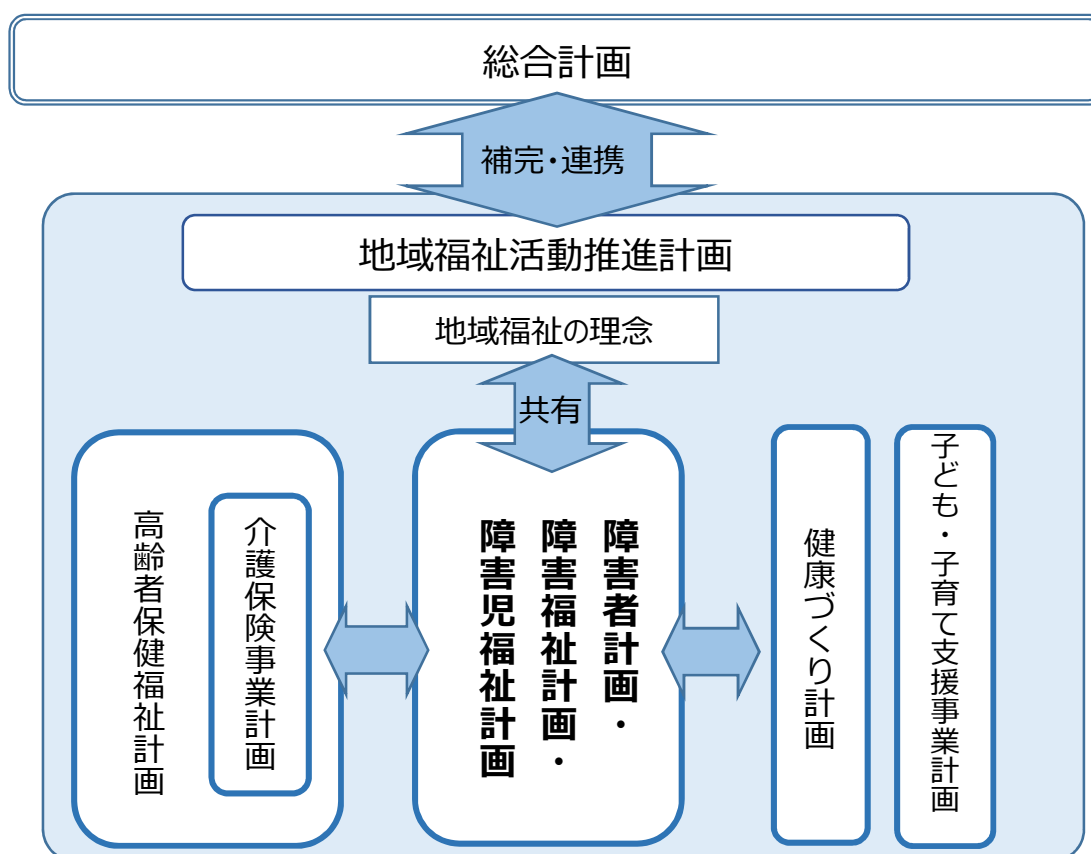 総合計画
補完・連携
地域福祉活動推進計画
地域福祉の理念
共有
高齢者保健福祉計画
介護保険事業計画
障害者計画・
障害福祉計画・
障害児福祉計画
健康づくり計画
子ども・子育て支援事業計画